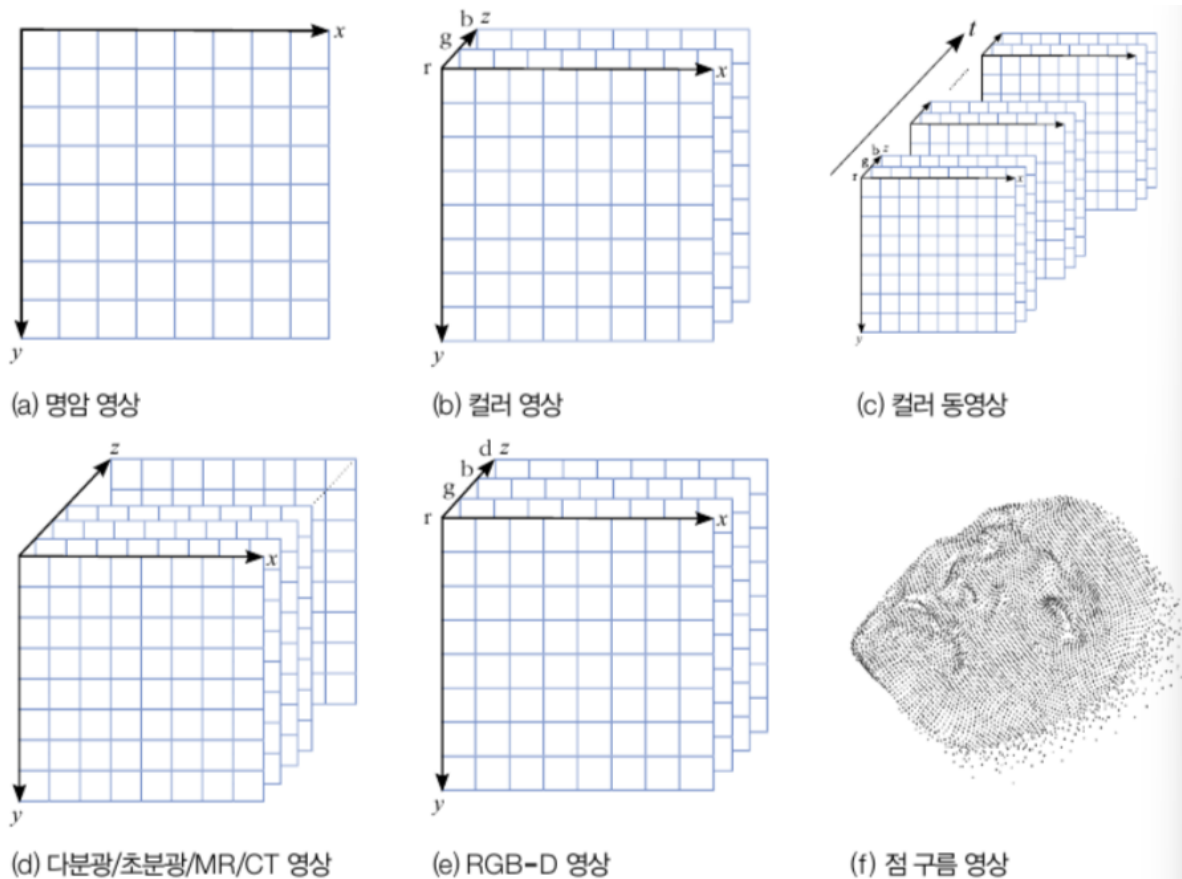 x
y
(a) 명암 영상
r g b z
x
y
(b) 컬러 영상
t
r g b z
x
y
(c) 컬러 동영상
z
x
y
(d) 다분광/초분광/MR/CT 영상
r g b d z
x
y
(e) RGB-D 영상
(f) 점 구름 영상